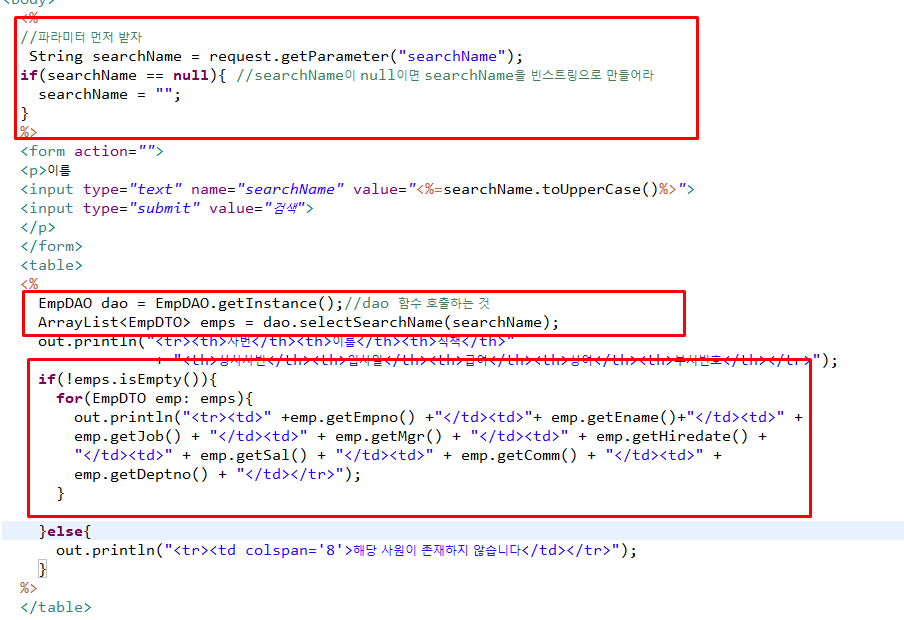 <body>
<%
//파라미터 먼저 받자
String searchName = request.getParameter("searchName");
if(searchName == null){ //searchName이 null이면 searchName을 빈스트링으로 만들어라
searchName = "";
}
%>
<form action="">
<p>이름
<input type="text" name="searchName" value="<%=searchName.toUpperCase()%>">
<input type="submit" value="검색">
</p>
</form>
<table>
<%
EmpDAO dao = EmpDAO.getInstance();//dao 함수 호출하는 것
ArrayList<EmpDTO> emps = dao.selectSearchName(searchName);
out.println("<tr><th>사번</th><th>이름</th><th>직책</th>"
+ "<th>상사사번</th><th>입사일</th><th>급여</th><th>상여</th><th>부서번호</th></tr>");
if(!emps.isEmpty()){
for(EmpDTO emp: emps){
out.println("<tr><td>" +emp.getEmpno() +"</td><td>"+ emp.getEname()+"</td><td>" +
emp.getJob() + "</td><td>" + emp.getMgr() + "</td><td>" + emp.getHiredate() +
"</td><td>" + emp.getSal() + "</td><td>" + emp.getComm() + "</td><td>" +
emp.getDeptno() + "</td></tr>");
}
}else{
out.println("<tr><td colspan='8'>해당 사원이 존재하지 않습니다</td></tr>");
}
%>
</table>